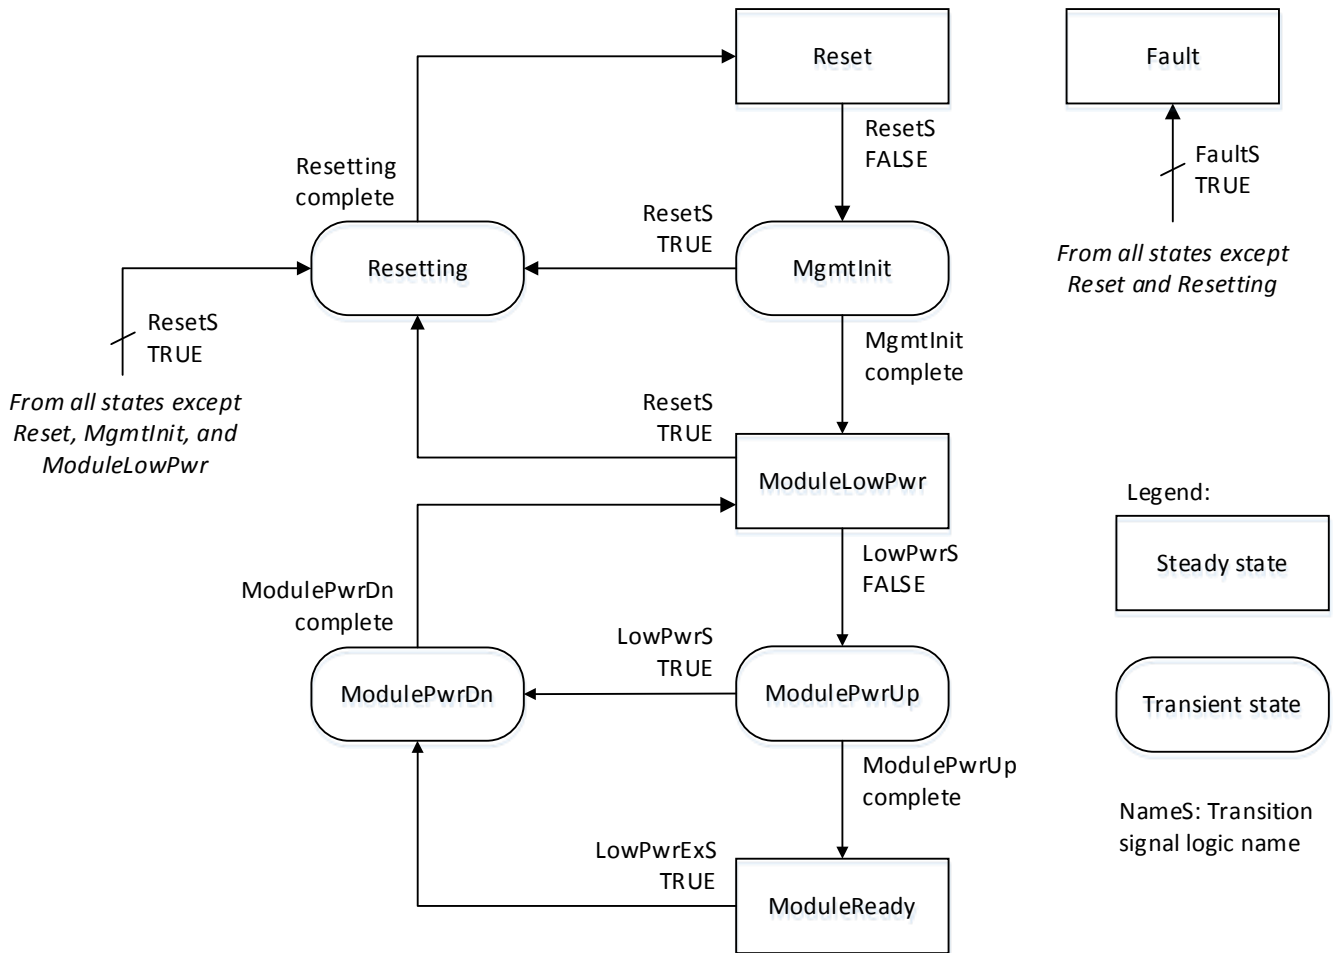 Reset
Fault
ResetS
FALSE
FaultS
TRUE
Resetting
complete
ResetS
TRUE
Resetting
MgmtInit
From all states except
Reset and Resetting
ResetS
TRUE
MgmtInit
complete
From all states except
Reset, MgmtInit, and
ModuleLowPwr
ResetS
TRUE
ModuleLowPwr
Legend:
Steady state
LowPwrS
FALSE
ModulePwrDn
complete
LowPwrS
TRUE
ModulePwrDn
ModulePwrUp
Transient state
ModulePwrUp
complete
NameS: Transition
signal logic name
LowPwrExS
TRUE
ModuleReady